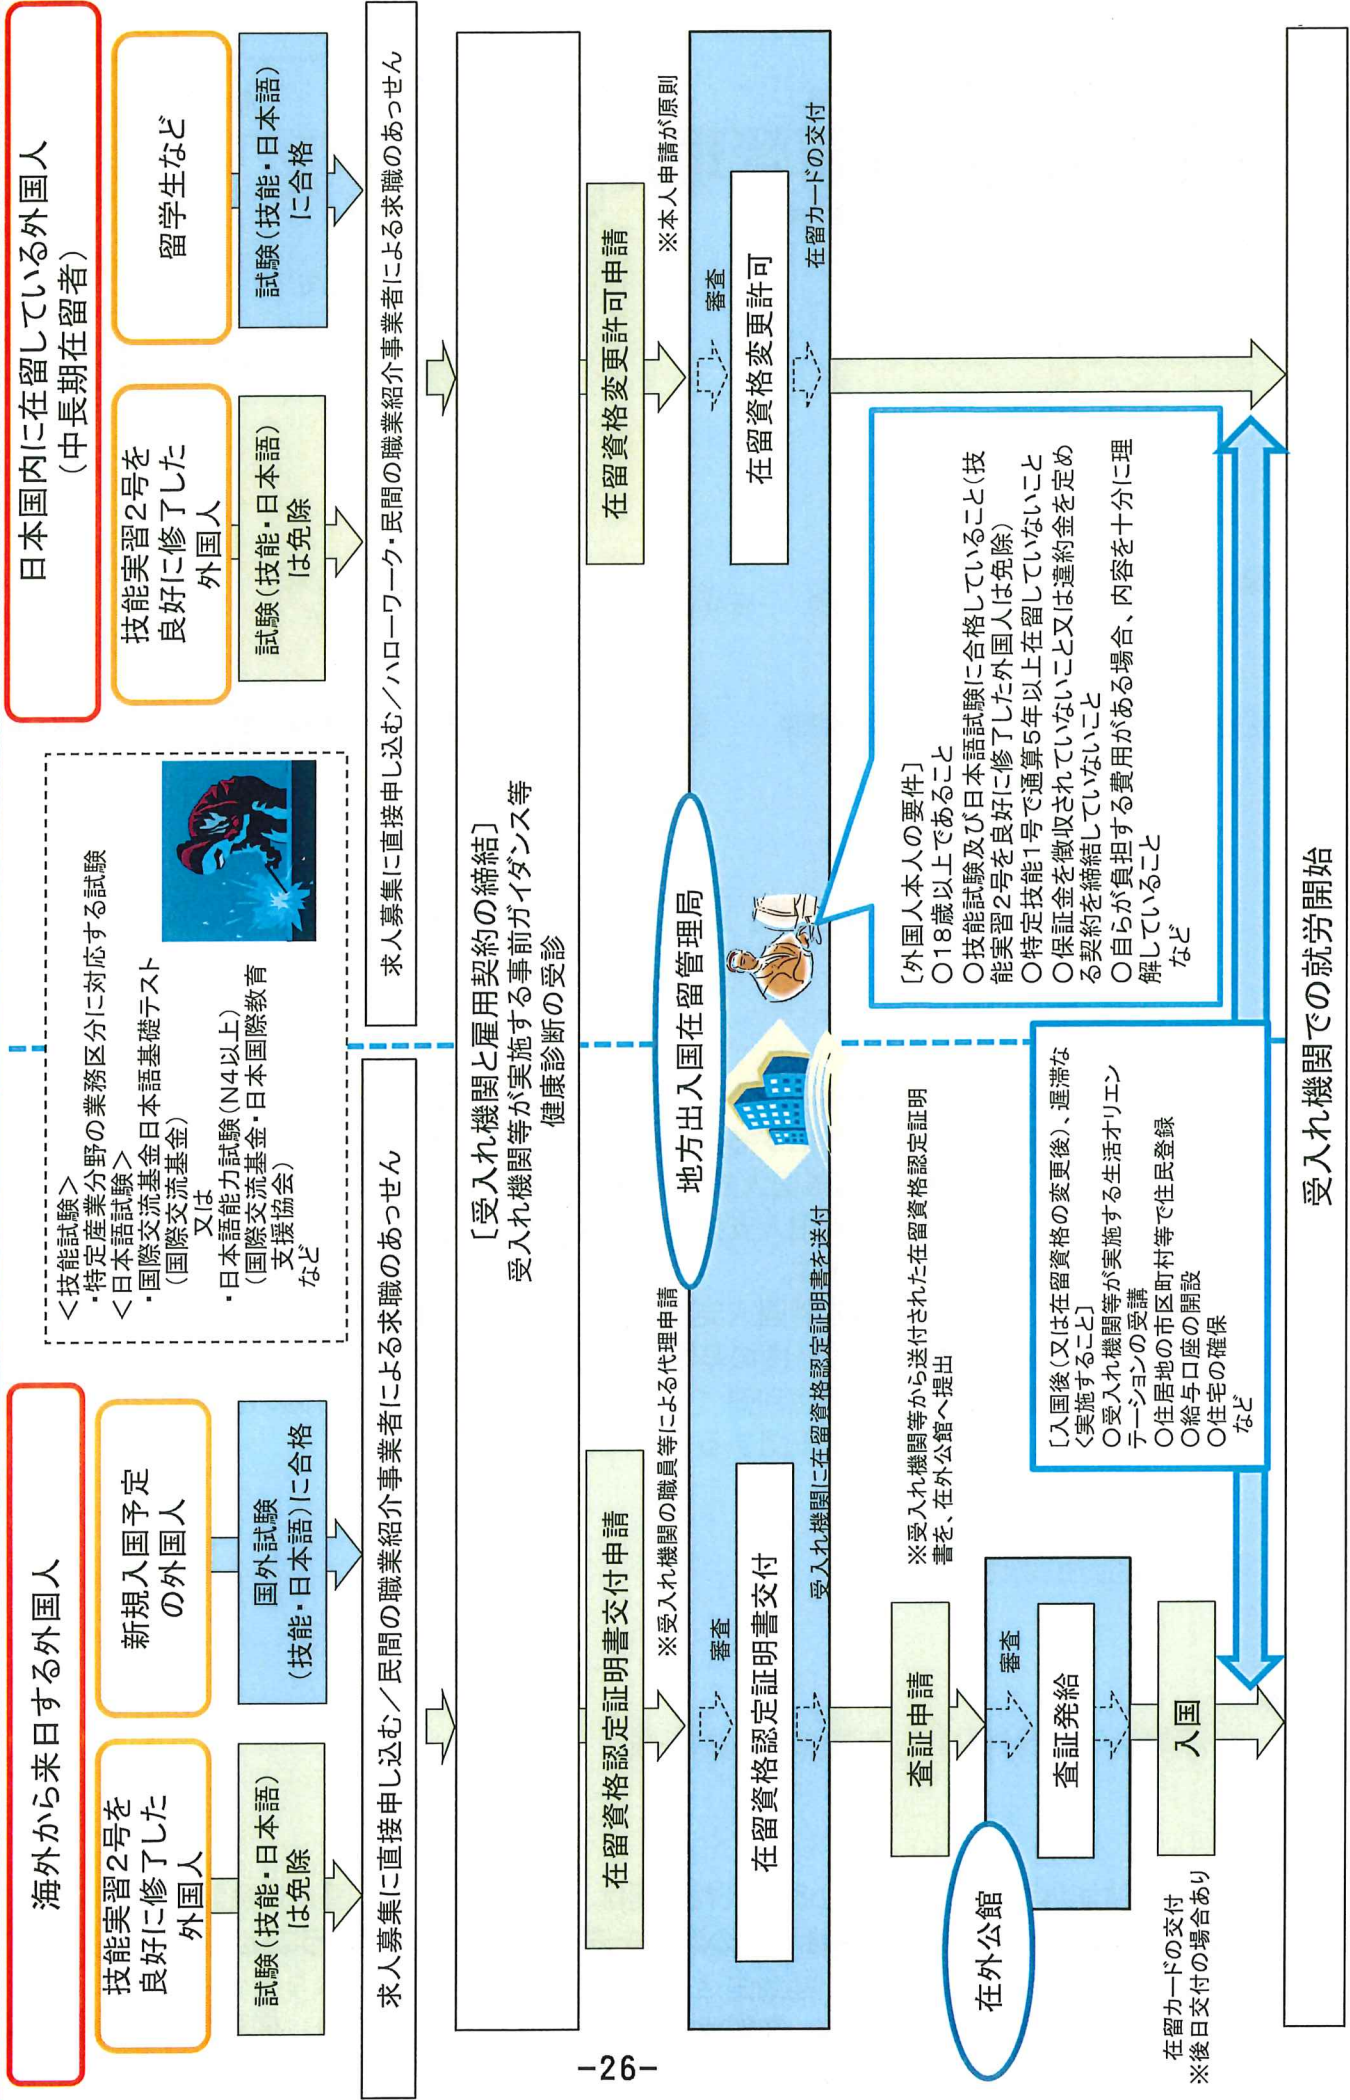 海外から来日する外国人
技能実習2号を
良好に修了した
外国人
新規入国予定
の外国人
試験(技能・日本語)
は免除
国外試験
(技能・日本語)に合格
求人募集に直接申し込む/民間の職業紹介事業者による求職のあっせん
<技能試験>
・特定産業分野の業務区分に対応する試験
<日本語試験>
・国際交流基金日本語基礎テスト
(国際交流基金)
又は
・日本語能力試験(N4以上)
(国際交流基金・日本国際教育
支援協会)
など
日本国内に在留している外国人
(中長期在留者)
技能実習2号を
良好に修了した
外国人
留学生など
試験(技能・日本語)
は免除
試験(技能・日本語)
に合格
求人募集に直接申し込む/ハローワーク・民間の職業紹介事業者による求職のあっせん
[受入れ機関と雇用契約の締結]
受入れ機関等が実施する事前ガイダンス等
健康診断の受診
在留資格認定証明書交付申請
※受入れ機関の職員等による代理申請
在留資格変更許可申請
※本人申請が原則
地方出入国在留管理局
審査
在留資格認定証明書交付
受入れ機関に在留資格認定証明書を送付
審査
在留資格変更許可
在留カードの交付
査証申請
※受入れ機関等から送付された在留資格認定証明
書を、在外公館へ提出
在外公館
審査
査証発給
入国
在留カードの交付
※後日交付の場合あり
[外国人本人の要件]
○18歳以上であること
○技能試験及び日本語試験に合格していること(技
能実習2号を良好に修了した外国人は免除)
○特定技能1号で通算5年以上在留していないこと
○保証金を徴収されていないこと又は違約金を定め
る契約を締結していないこと
○自らが負担する費用がある場合、内容を十分に理
解していること
など
[入国後(又は在留資格の変更後)、遅滞な
く実施すること]
○受入れ機関等が実施する生活オリエン
テーションの受講
○住居地の市区町村等で住民登録
○給与口座の開設
○住宅の確保
など
受入れ機関での就労開始
-26-